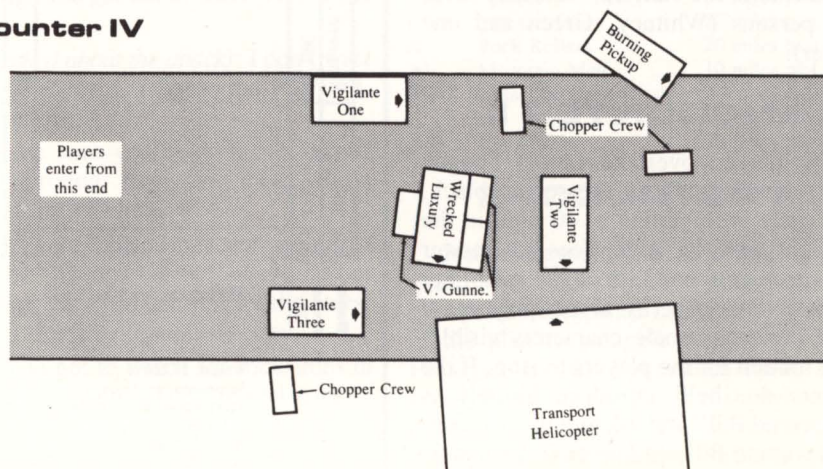 ounter IV
persons
Burning
Pickup
Vigilante
One
Chopper Crew
Players
enter from
this end
Wrecked
Luxury
Vigilante
Two
V. Gunne.
Vigilante
Three
Chopper Crew
Transport
Helicopter